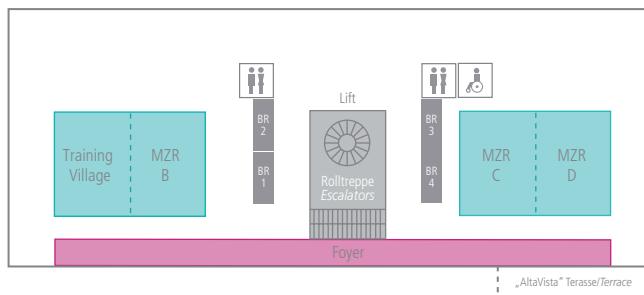 Lift
BR
2
BR
3
Training
Village
MZR
B
BR
1
Rolltreppe
Escalators
BR
4
MZR
C
MZR
D
Foyer
„AltaVista“ Terasse/Terrace